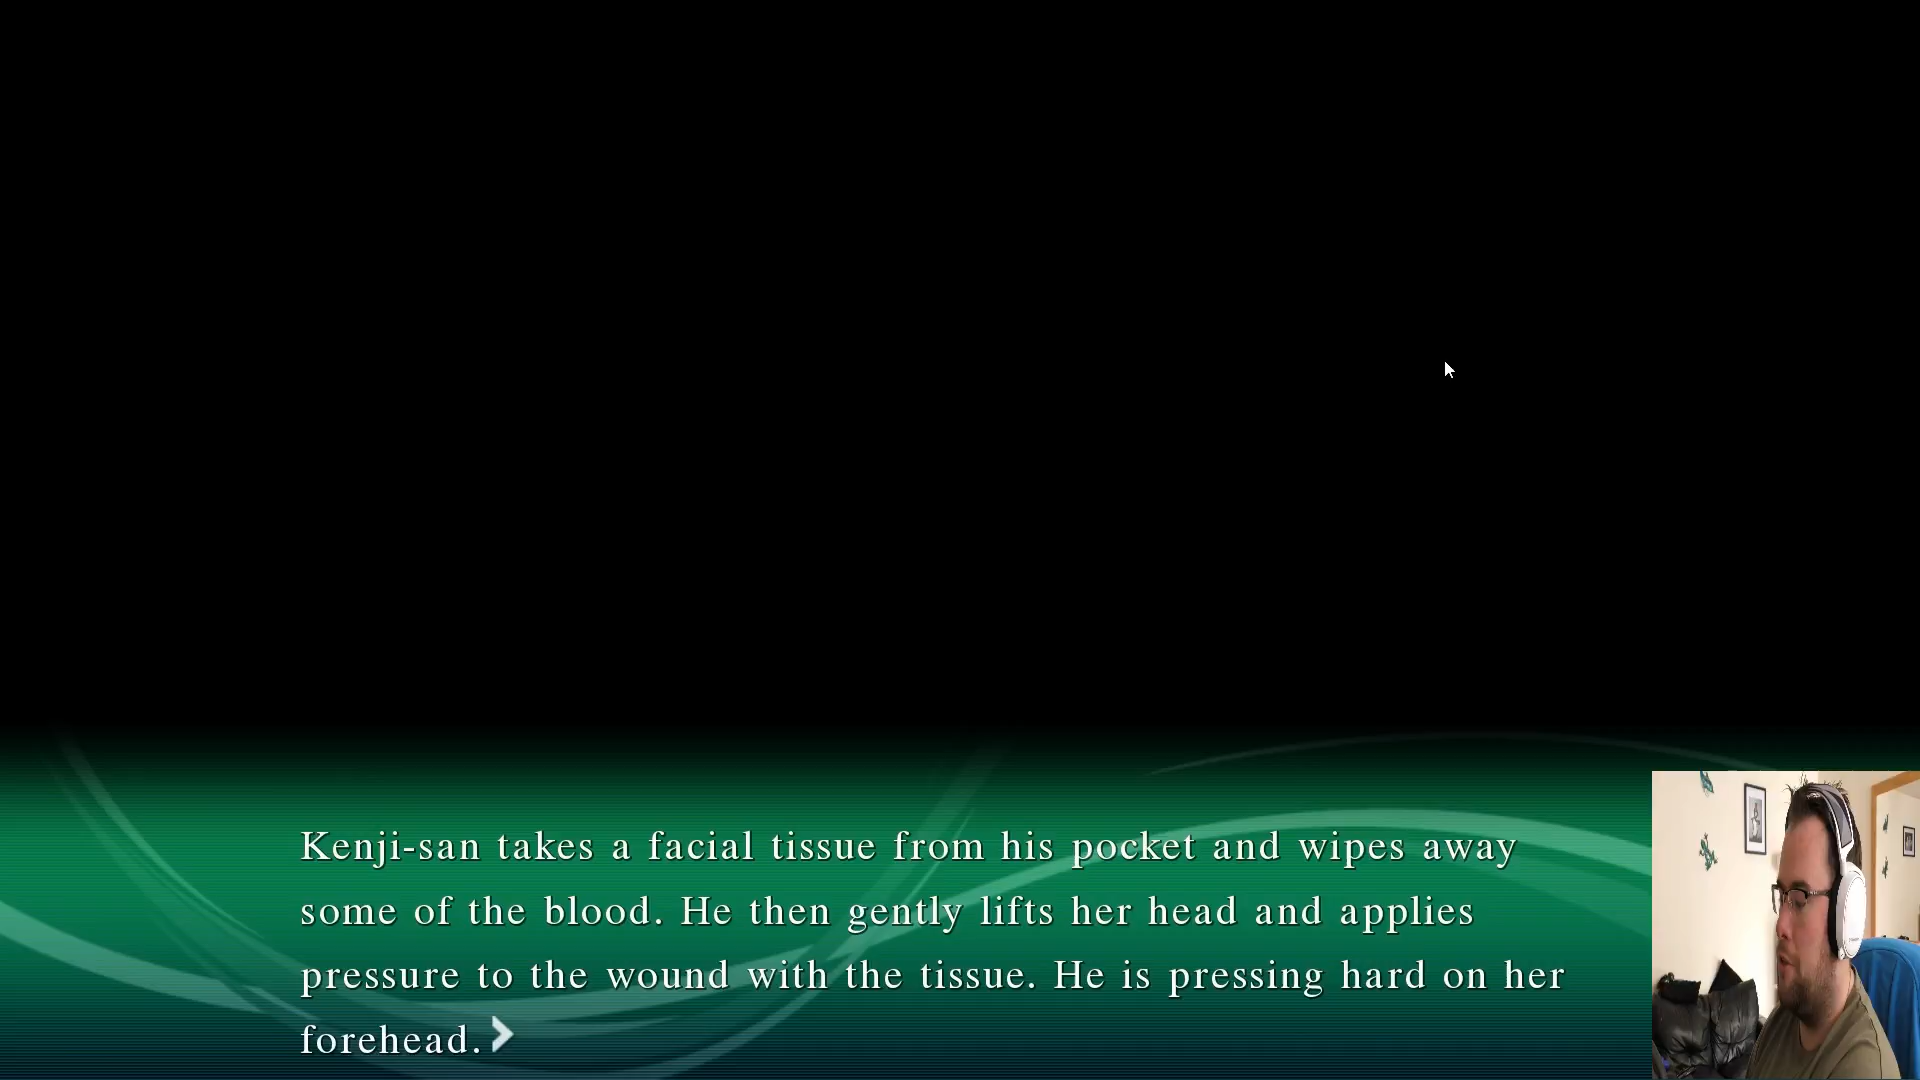 Kenji-san takes a facial tissue from his pocket and wipes away
some of the blood. He then gently lifts her head and applies
pressure to the wound with the tissue. He is pressing hard on her
forehead.